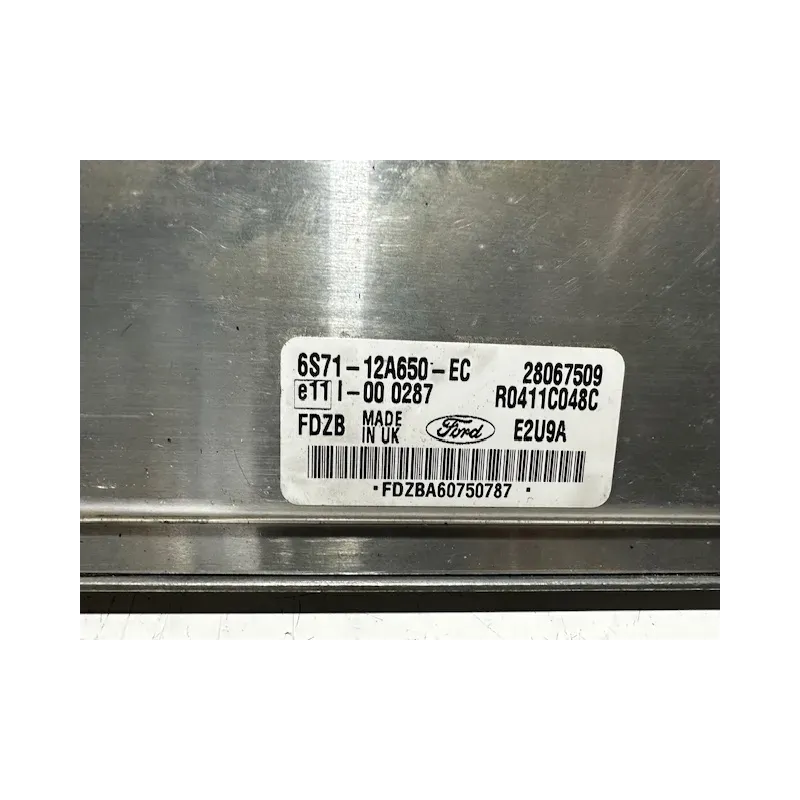 6S71-12A650-EC 28067509
e11 I-00 0287 R0411C048C
FDZB MADE IN UK Ford E2U9A
·FDZBA60750787·